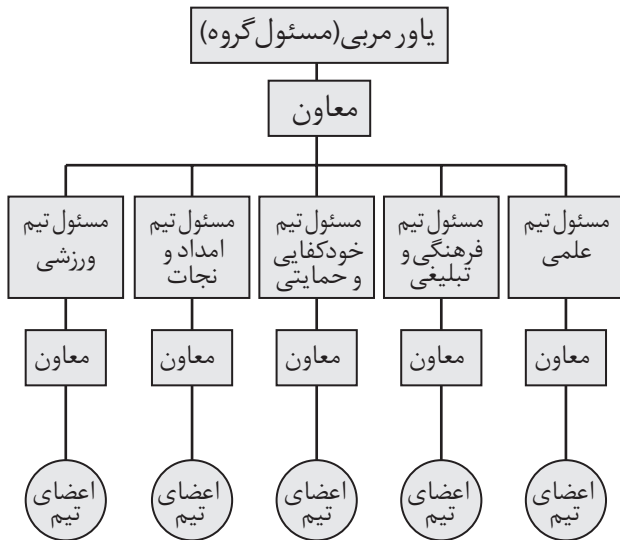 یاور مربی(مسئول گروه)
معاون
مسئول تیم
علمی
مسئول تیم
فرهنگی و
تبلیغی
مسئول تیم
خودکفایی
و حمایتی
مسئول تیم
امداد و
نجات
مسئول تیم
ورزشی
معاون
معاون
معاون
معاون
معاون
اعضای
تیم
اعضای
تیم
اعضای
تیم
اعضای
تیم
اعضای
تیم